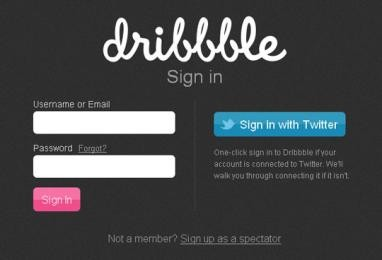 dribbble
Sign in
Username or Email
Password Forgot?
Sign In
Sign in with Twitter
One-click sign in to Dribbble if your
account is connected to Twitter. We'll
walk you through connecting it if it isn't.
Not a member? Sign up as a spectator